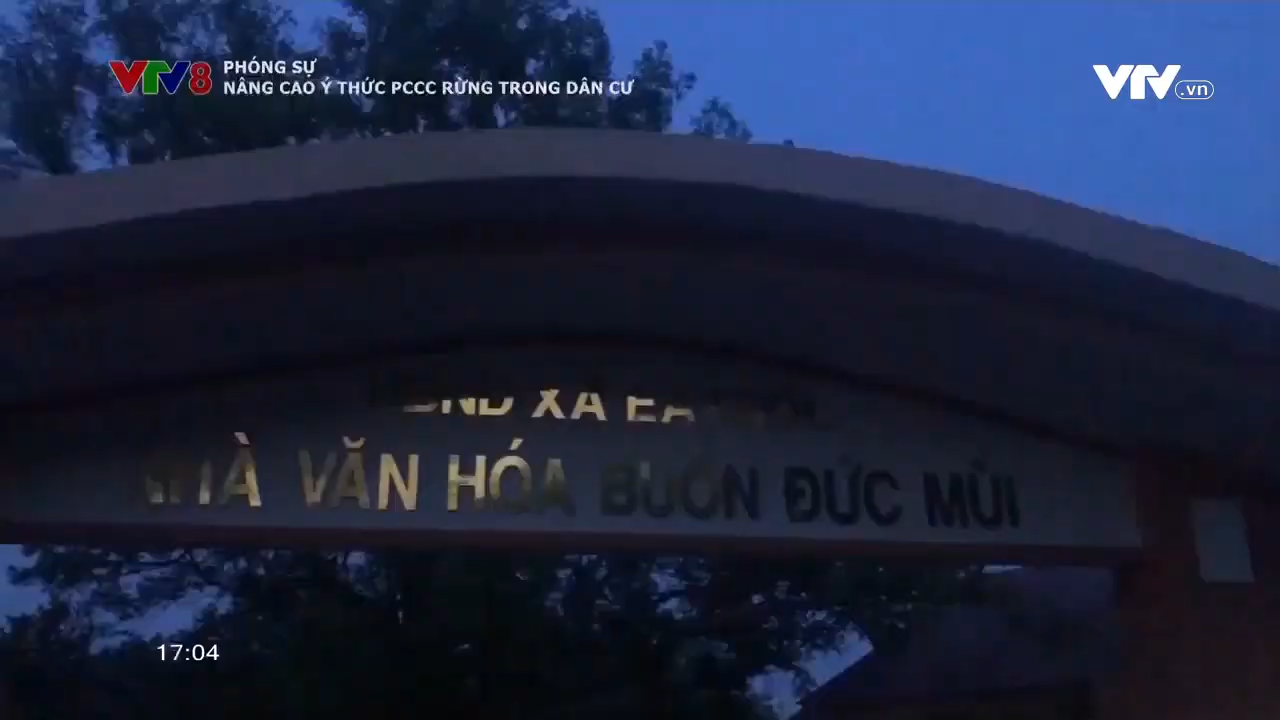 VTV8 PHÓNG SỰ
NÂNG CAO Ý THỨC PCCC RỪNG TRONG DÂN CƯ
VTV.vn
XÃ
NHÀ VĂN HÓA BUÔN ĐỨC MÙI
17:04